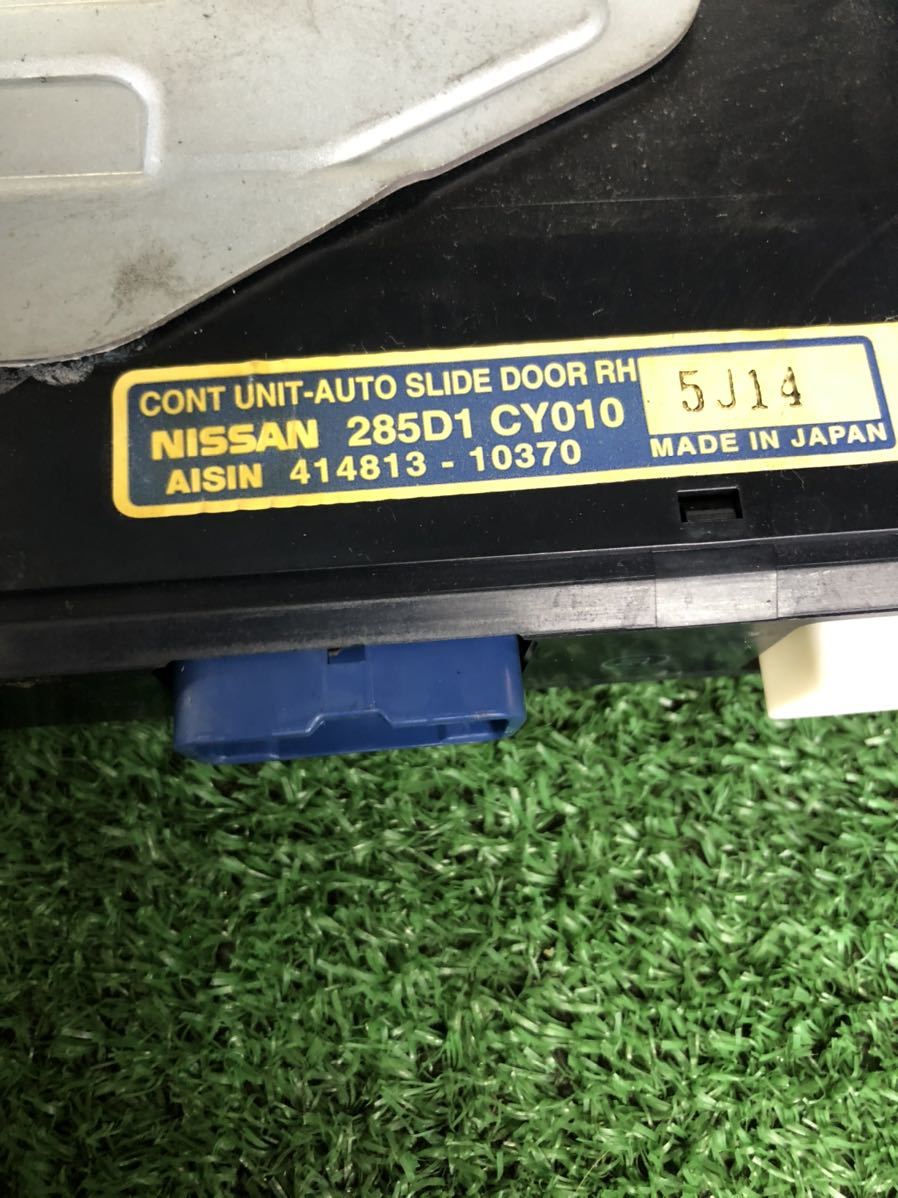 CONT UNIT-AUTO SLIDE DOOR RH
5J14
NISSAN 285D1 CY010
MADE IN JAPAN
AISIN 414813 - 10370